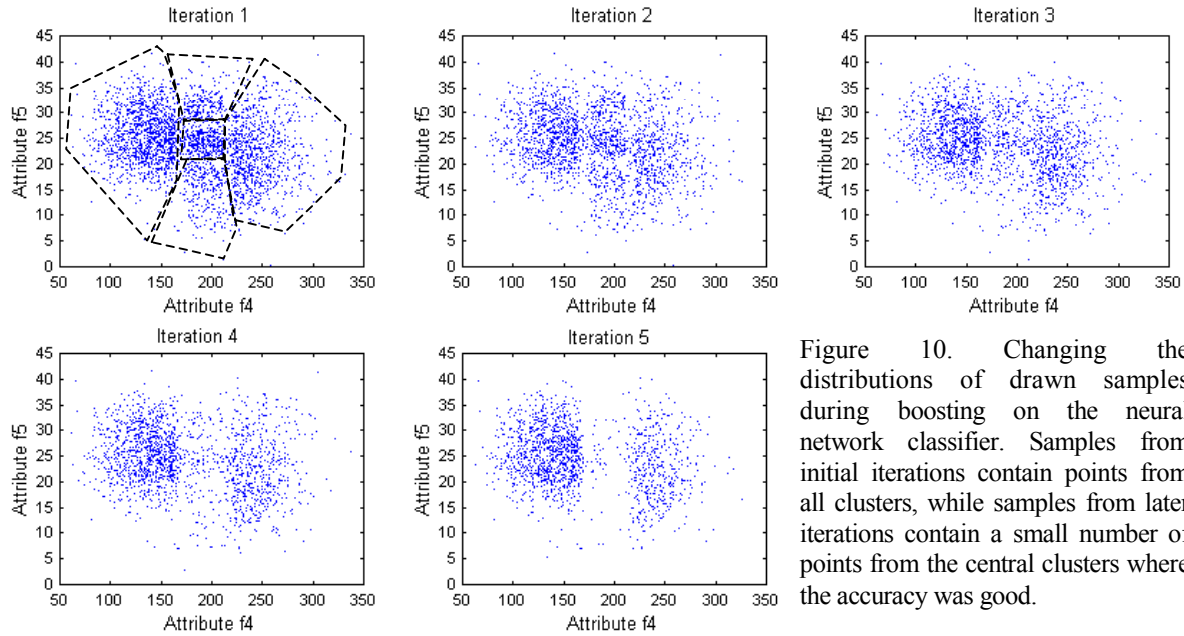 Iteration 1
45
40
35
30
25
20
15
10
5
0
Attribute f5
50 100 150 200 250 300 350
Attribute f4
Iteration 2
45
40
35
30
25
20
15
10
5
0
Attribute f5
50 100 150 200 250 300 350
Attribute f4
Iteration 3
45
40
35
30
25
20
15
10
5
0
Attribute f5
50 100 150 200 250 300 350
Attribute f4
Iteration 4
45
40
35
30
25
20
15
10
5
0
Attribute f5
50 100 150 200 250 300 350
Attribute f4
Iteration 5
45
40
35
30
25
20
15
10
5
0
Attribute f5
50 100 150 200 250 300 350
Attribute f4
Figure 10. Changing the
distributions of drawn samples
during boosting on the neural
network classifier. Samples from
initial iterations contain points from
all clusters, while samples from later
iterations contain a small number of
points from the central clusters where
the accuracy was good.